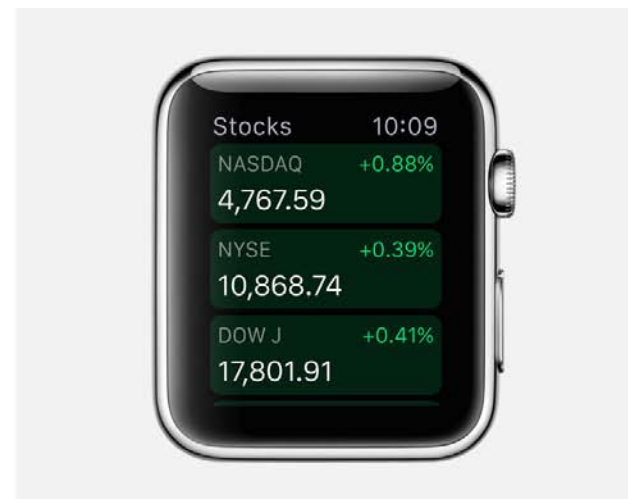 Stocks 10:09
NASDAQ +0.88%
4,767.59
NYSE +0.39%
10,868.74
DOW J +0.41%
17,801.91